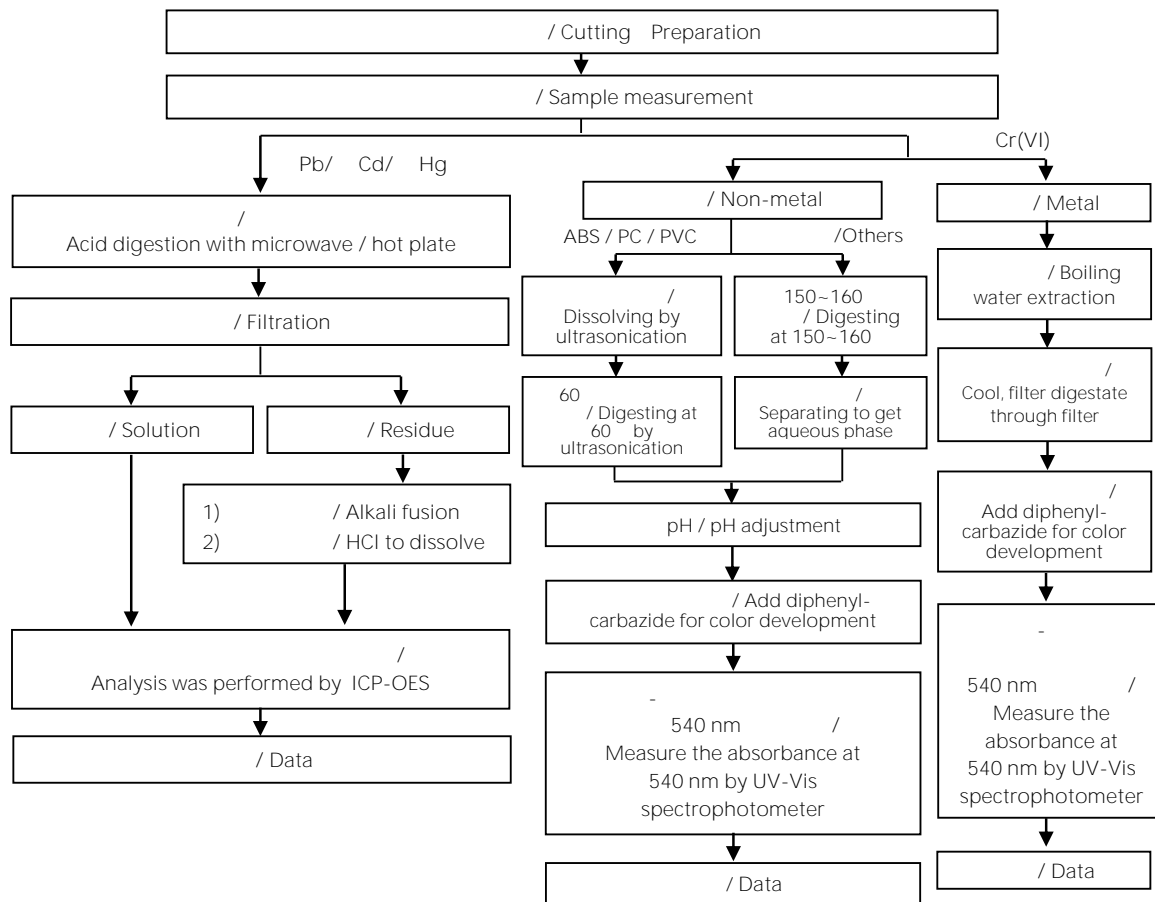 / Cutting Preparation
/ Sample measurement
Pb/ Cd/ Hg
Cr(VI)
/
Acid digestion with microwave / hot plate
/ Filtration
/ Solution
/ Residue
1) / Alkali fusion
2) / HCl to dissolve
/
Analysis was performed by ICP-OES
/ Data
/ Non-metal
ABS / PC / PVC
/Others
/
Dissolving by
ultrasonication
60
/ Digesting at
60 by
ultrasonication
150~160
/ Digesting
at 150~160
/
Separating to get
aqueous phase
pH / pH adjustment
/ Add diphenyl-
carbazide for color development
-
540 nm /
Measure the absorbance at
540 nm by UV-Vis
spectrophotometer
/ Data
/ Metal
/ Boiling
water extraction
/
Cool, filter digestate
through filter
/
Add diphenyl-
carbazide for color
development
-
540 nm /
Measure the
absorbance at
540 nm by UV-Vis
spectrophotometer
/ Data